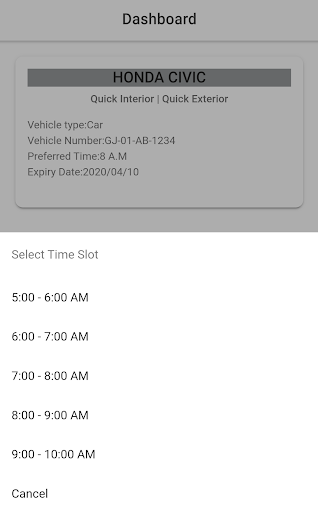 Dashboard
HONDA CIVIC
Quick Interior | Quick Exterior
Vehicle type:Car
Vehicle Number:GJ-01-AB-1234
Preferred Time:8 A.M
Expiry Date:2020/04/10
Select Time Slot
5:00 - 6:00 AM
6:00 - 7:00 AM
7:00 - 8:00 AM
8:00 - 9:00 AM
9:00 - 10:00 AM
Cancel